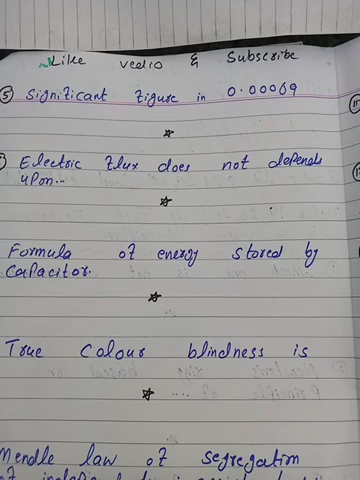 Like vedio & Subscribe
⑤ Significant figure in 0.00009
Electric flux does not depends
upon...
Formula of energy stored by
Capacitor.
True Colour blindness is
Mendle law of segregation